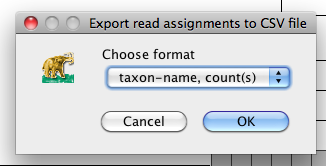 Export read assignments to CSV file
Choose format
taxon-name, count(s)
Cancel
OK